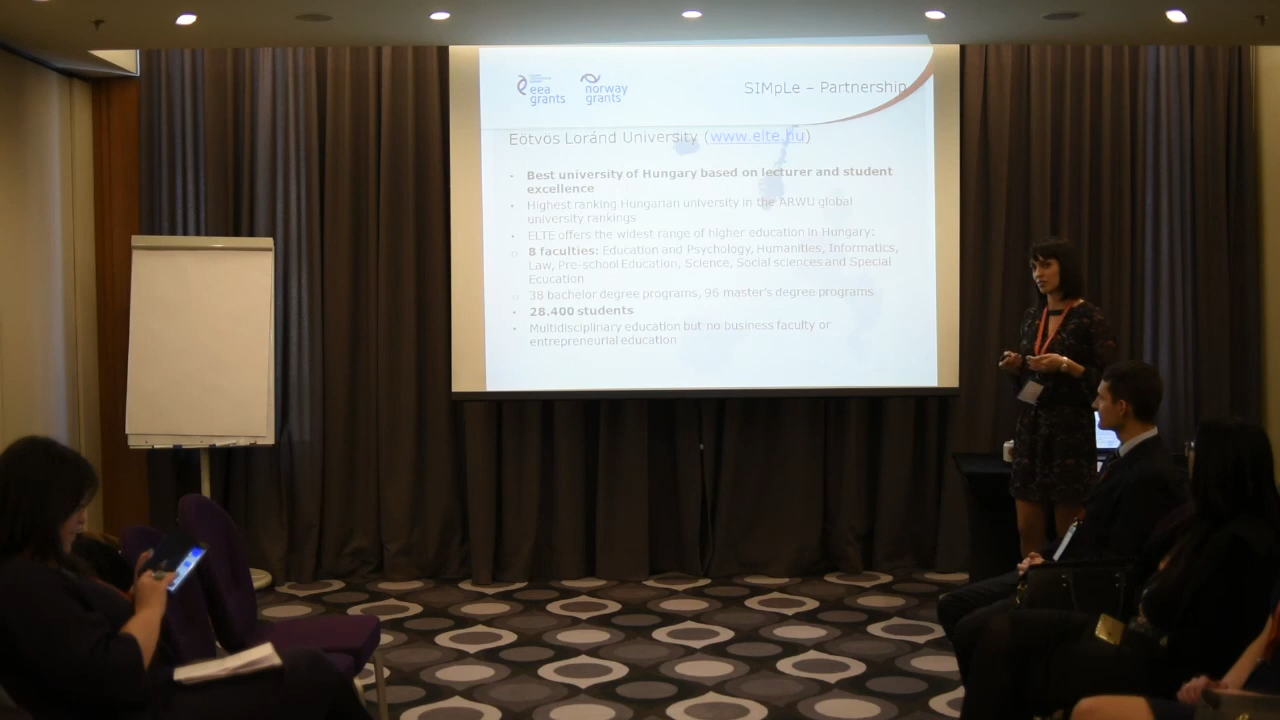 eea
grants
norway
grants
SIMpLe – Partnership
Eötvös Loránd University (www.elte.hu)
• Best university of Hungary based on lecturer and student
excellence
• Highest ranking Hungarian university in the ARWU global
university rankings
• ELTE offers the widest range of higher education in Hungary:
○ 8 faculties: Education and Psychology, Humanities, Informatics,
Law, Pre-school Education, Science, Social sciences and Special
Education
○ 38 bachelor degree programs, 96 master's degree programs
• 28.400 students
• Multidisciplinary education but no business faculty or
entrepreneurial education